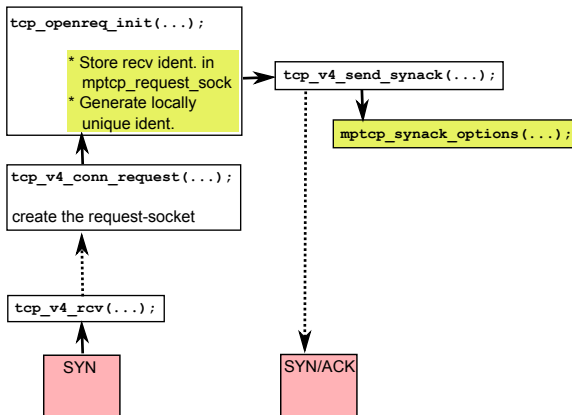 tcp_openreq_init(...);
* Store recv ident. in
mptcp_request_sock
* Generate locally
unique ident.
tcp_v4_send_synack(...);
mptcp_synack_options(...);
tcp_v4_conn_request(...);
create the request-socket
tcp_v4_rcv(...);
SYN
SYN/ACK